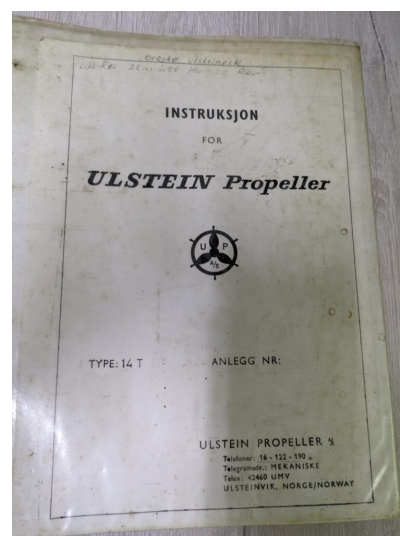 INSTRUKSJON
FOR
ULSTEIN Propeller
U P
A/S
TYPE: 14 T ANLEGG NR:
ULSTEIN PROPELLER A/S
Telefoner: 16 - 122 - 190
Telegramadr.: MEKANISKE
Telex: 42460 UMV
ULSTEINVIK, NORGE/NORWAY